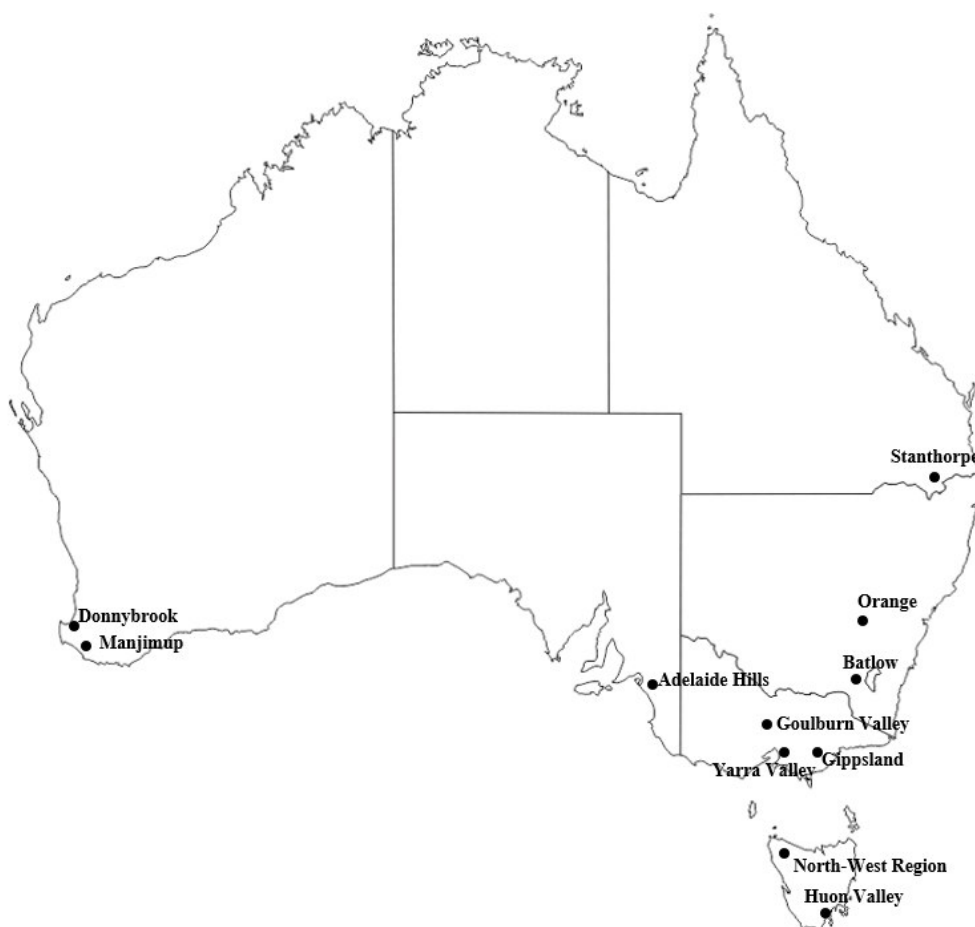 Stanthorpe
Orange
Donnybrook
Manjimup
Batlow
Adelaide Hills
Goulburn Valley
Yarra Valley
Gippsland
North-West Region
Huon Valley